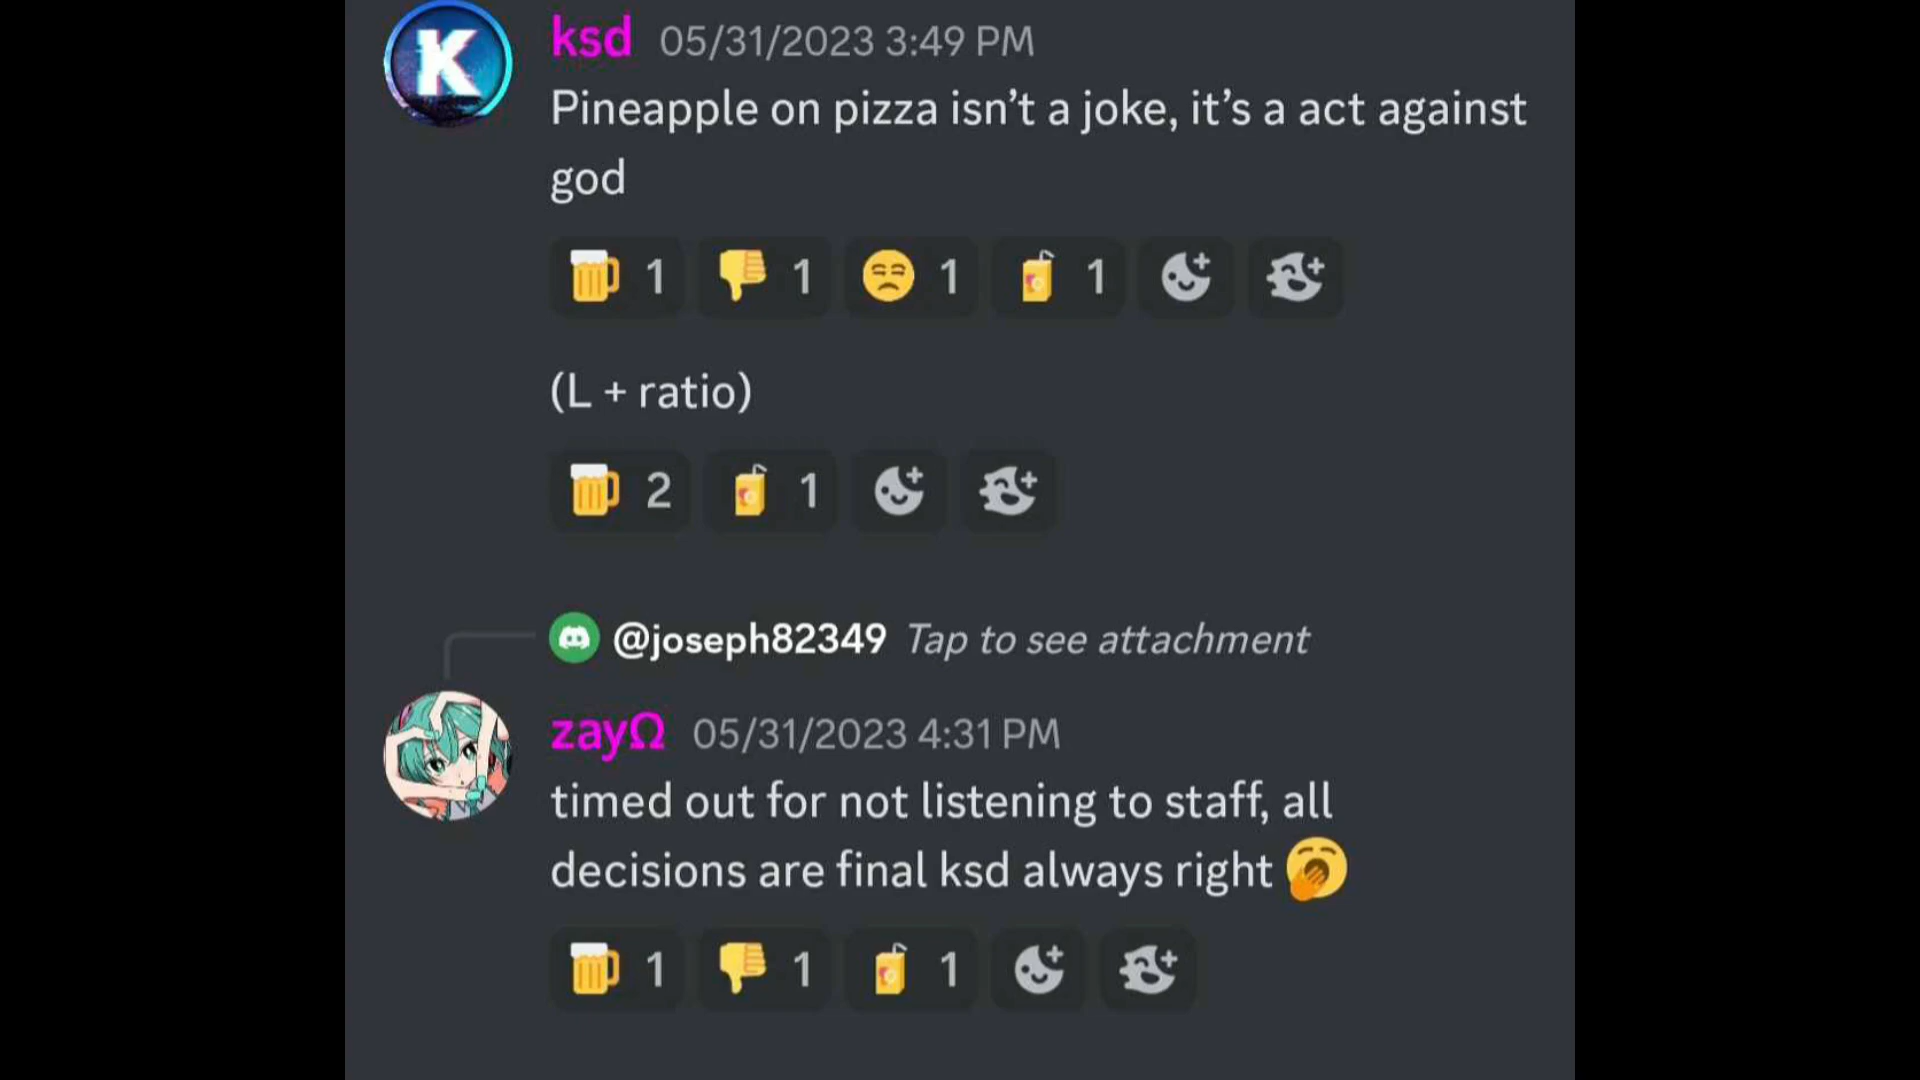 K
ksd 05/31/2023 3:49 PM
Pineapple on pizza isn’t a joke, it’s a act against
god
1 1 1 1
(L + ratio)
2 1
@joseph82349 Tap to see attachment
zayΩ 05/31/2023 4:31 PM
timed out for not listening to staff, all
decisions are final ksd always right
1 1 1